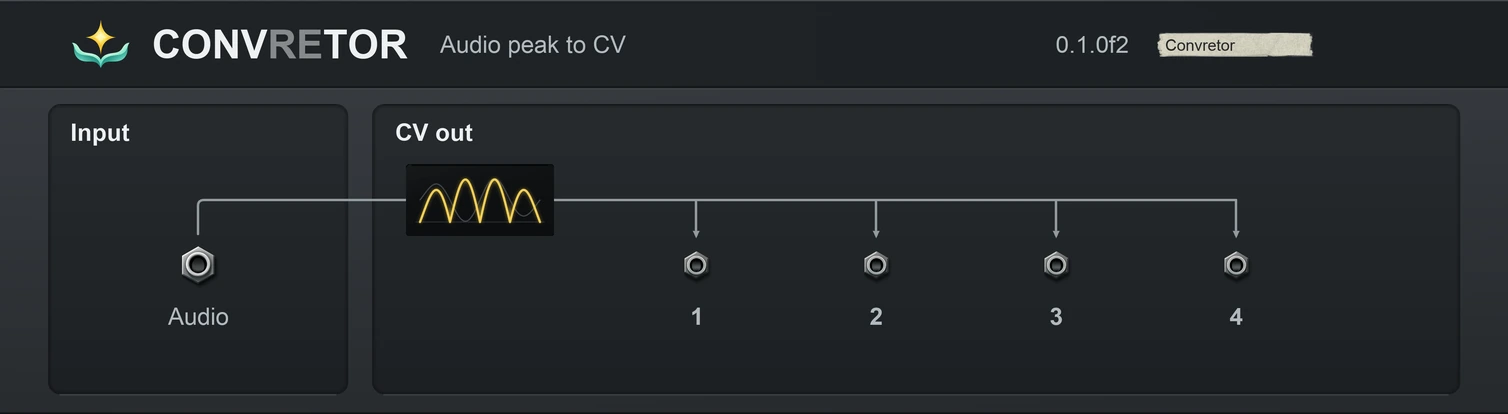 CONVRETOR Audio peak to CV 0.1.0f2 Convretor
Input
CV out
Audio
1 2 3 4